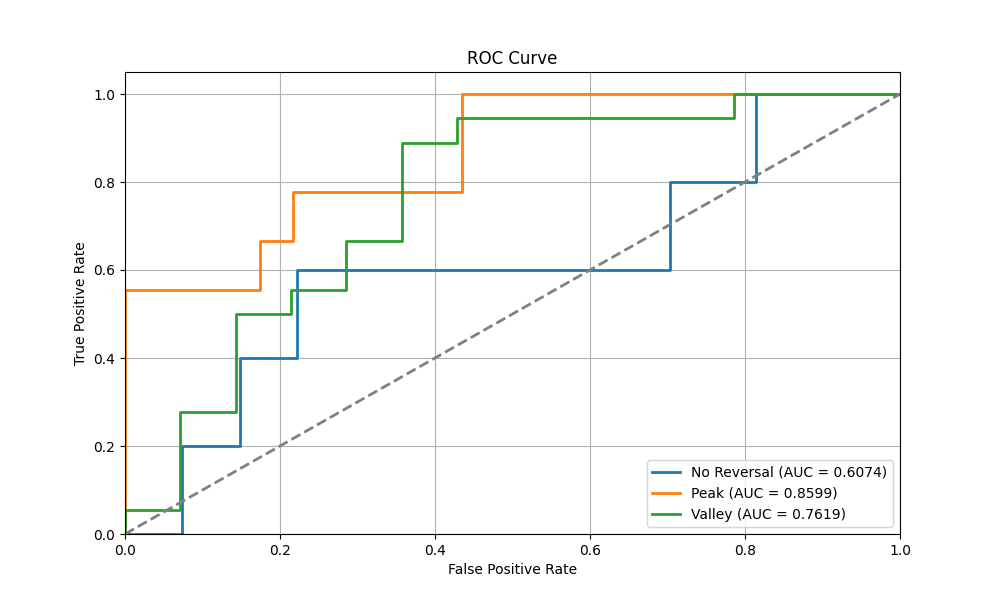 ROC Curve
True Positive Rate
1.0
0.8
0.6
0.4
0.2
0.0
No Reversal (AUC = 0.6074)
Peak (AUC = 0.8599)
Valley (AUC = 0.7619)
0.0 0.2 0.4 0.6 0.8 1.0
False Positive Rate